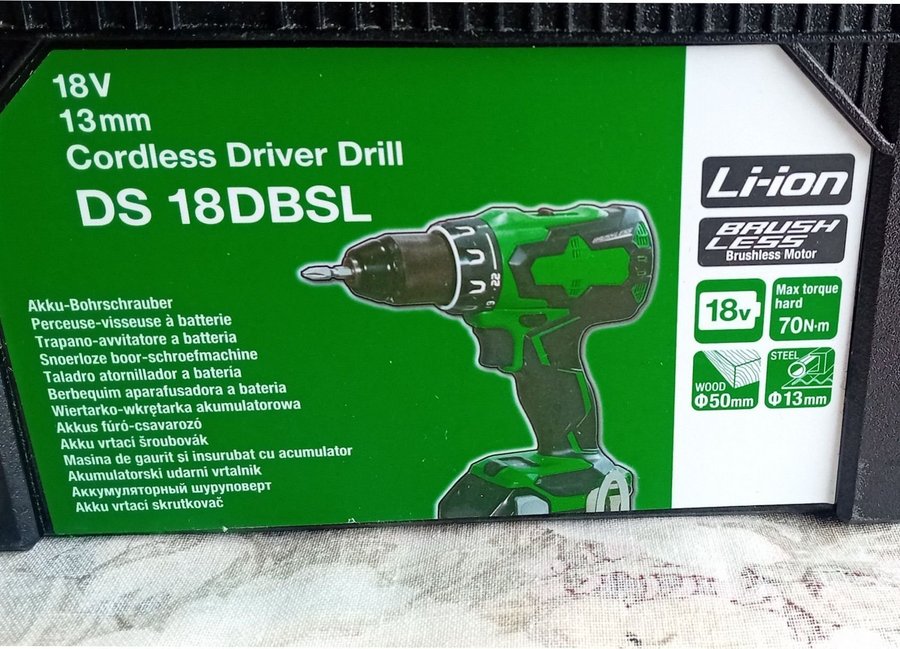 18V
13mm
Cordless Driver Drill
DS 18DBSL
Akku-Bohrschrauber
Perceuse-visseuse à batterie
Trapano-avvitatore a batteria
Snoerloze boor-schroefmachine
Taladro atornillador a bateria
Berbequim aparafusadora a bateria
Wiertarko-wkrętarka akumulatorowa
Akkus fúró-csavarozó
Akku vrtací šroubovák
Masina de gaurit si insurubat cu acumulator
Akumulatorski udarni vrtalnik
Аккумуляторный шуруповерт
Aku vrtací skrutkovač
22
Li-ion
BRUSH
LESS
Brushless Motor
18v
Max torque
hard
70N·m
WOOD
Φ50mm
STEEL
Φ13mm